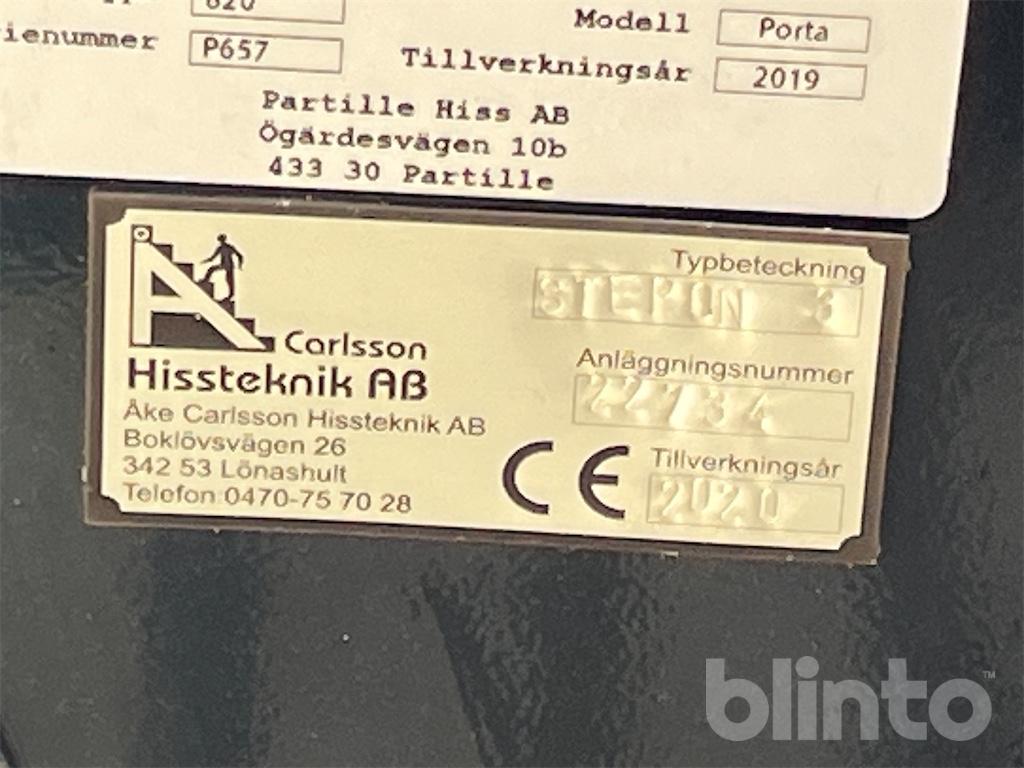 820
Modell Porta
ienummer P657
Tillverkningsår 2019
Partille Hiss AB
Ögärdesvägen 10b
433 30 Partille
Typbeteckning
STEPON 3
Carlsson
Hissteknik AB
Anläggningsnummer
Åke Carlsson Hissteknik AB
Boklövsvägen 26
342 53 Lönashult
Telefon 0470-75 70 28
CE
Tillverkningsår
2020
blinto™